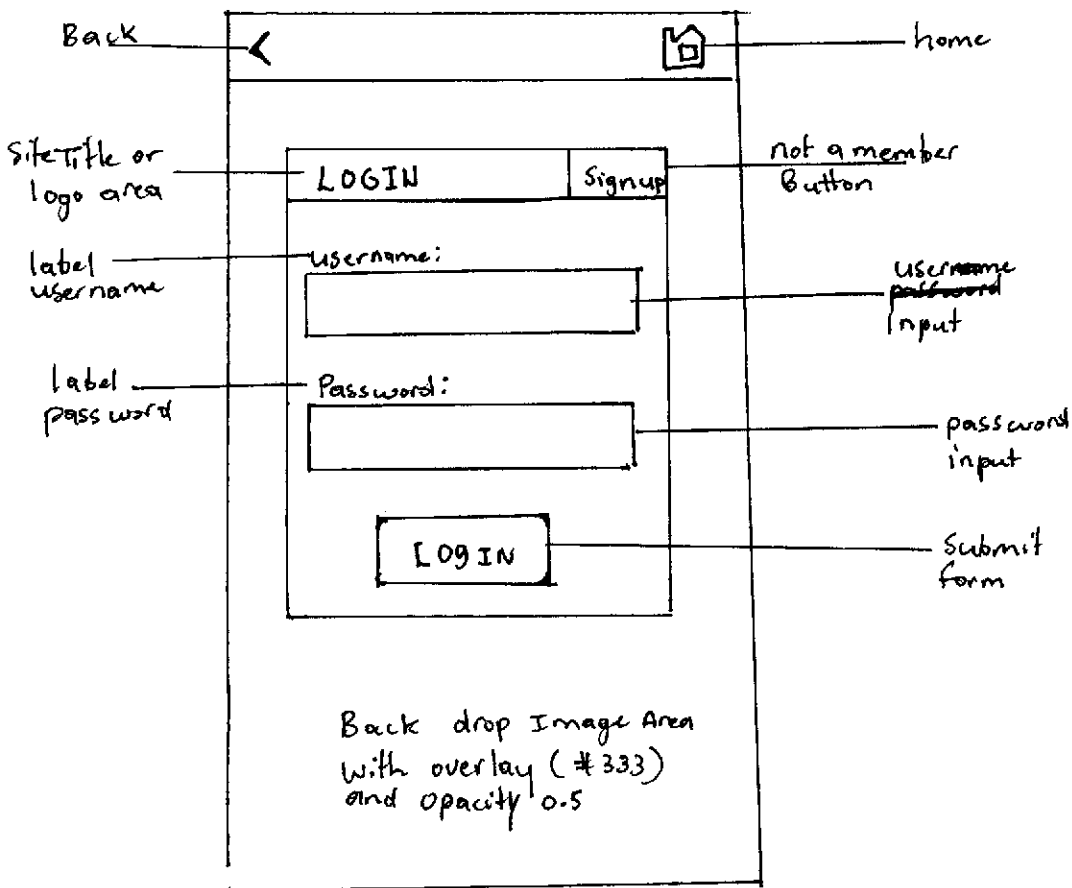 Back
home
SiteTitle or
logo area
LOGIN
Signup
not a member
Button
label
username
username:
username
password
Input
label
password
Password:
password
input
LOgIN
Submit
form
Back drop Image Area
with overlay (#333)
and opacity 0.5